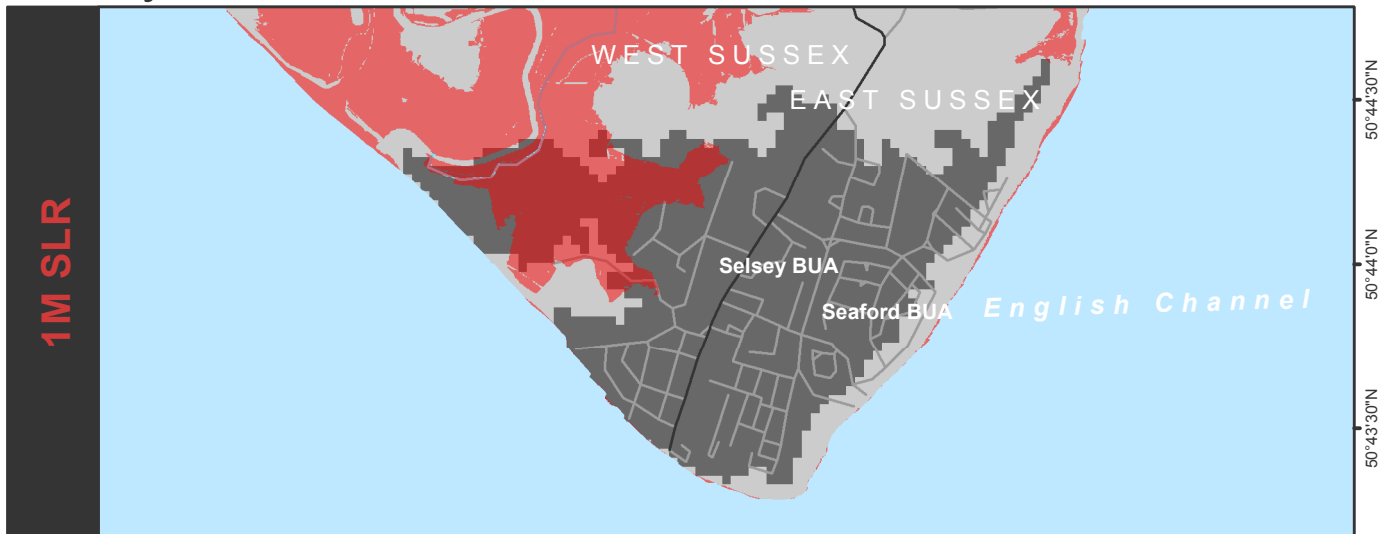 WEST SUSSEX
EAST SUSSEX
1M SLR
Selsey BUA
Seaford BUA
English Channel
50°44'30"N
50°44'0"N
50°43'30"N